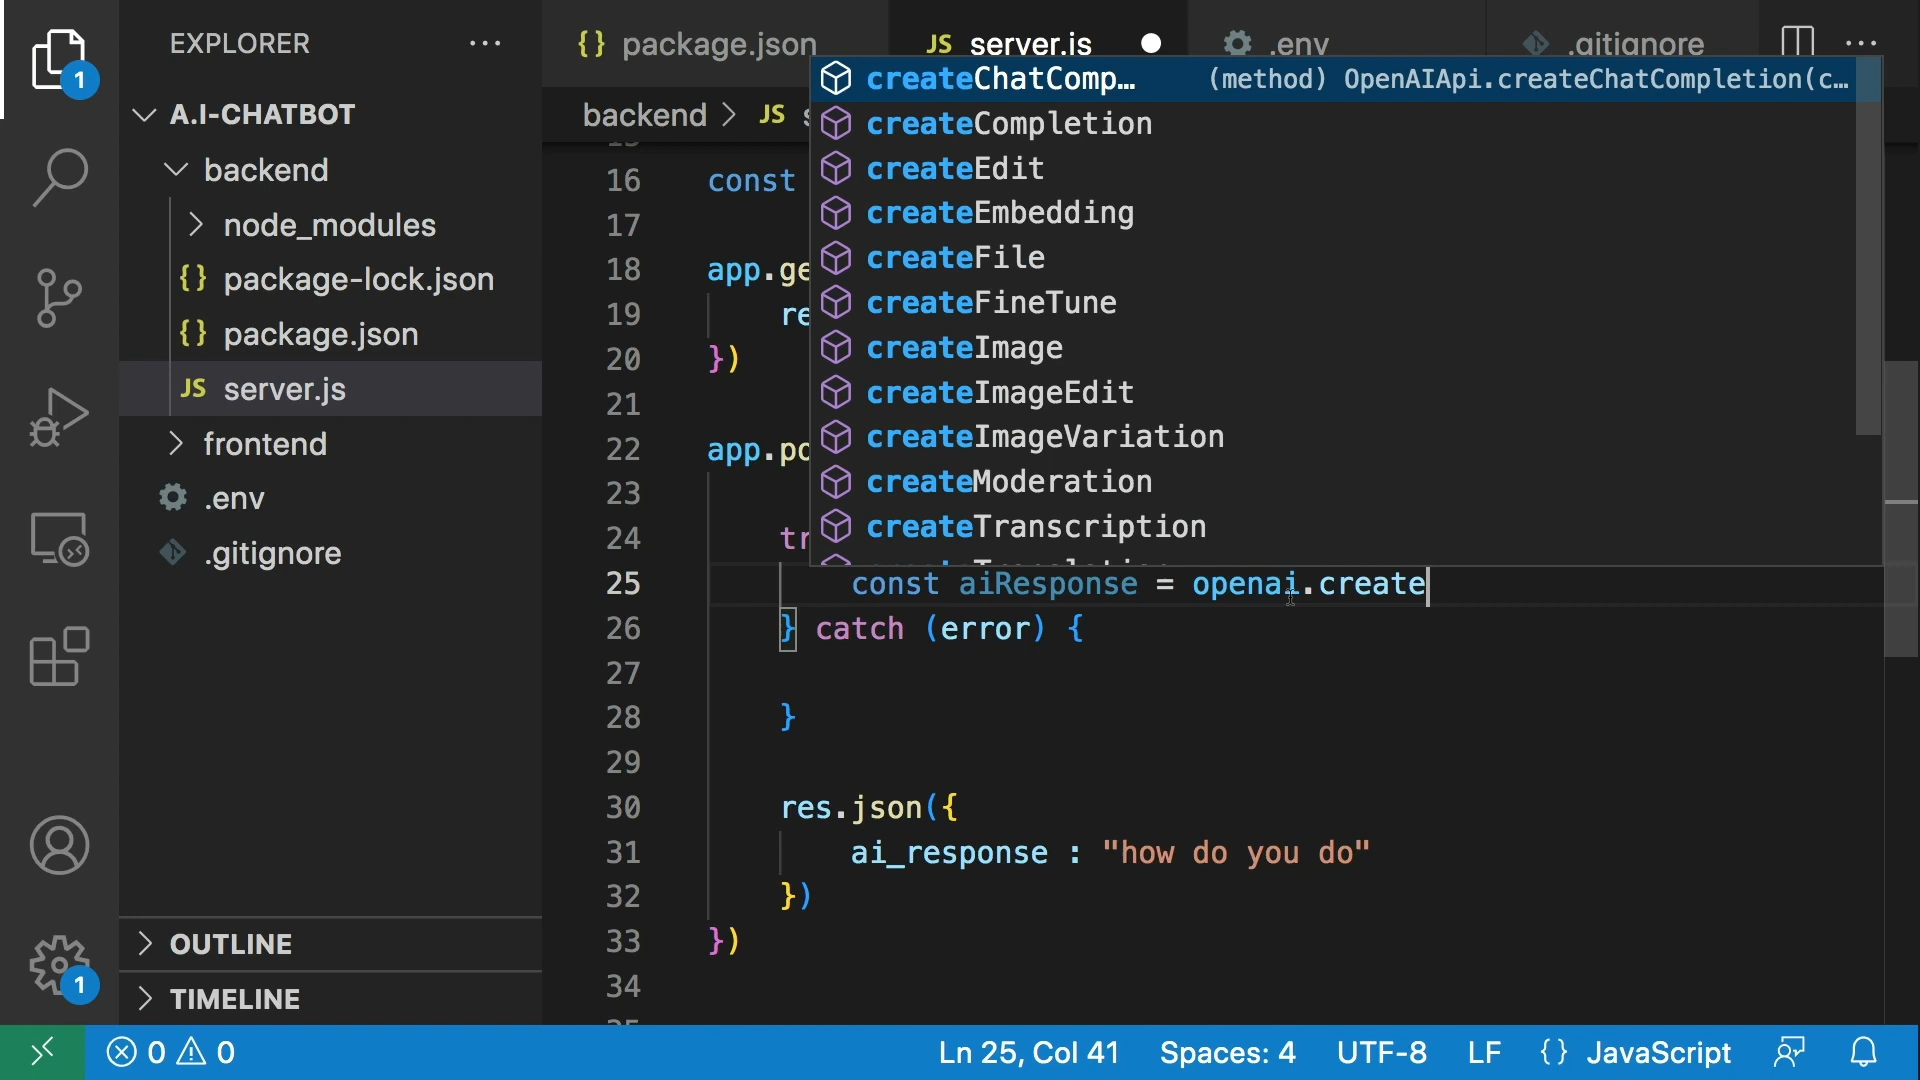 EXPLORER
A.I-CHATBOT
backend
node_modules
{} package-lock.json
{} package.json
JS server.js
frontend
.env
.gitignore
OUTLINE
TIMELINE
1
1
{} package.json
JS server.js
.env
.gitignore
backend > JS
createChatComp… (method) OpenAIApi.createChatCompletion(c…
createCompletion
createEdit
createEmbedding
createFile
createFineTune
createImage
createImageEdit
createImageVariation
createModeration
createTranscription
16 const
17
18 app.ge
19 re
20 })
21
22 app.po
23
24 tr
25 const aiResponse = openai.create
26 } catch (error) {
27
28 }
29
30 res.json({
31 ai_response : "how do you do"
32 })
33 })
34
0 0
Ln 25, Col 41 Spaces: 4 UTF-8 LF {} JavaScript